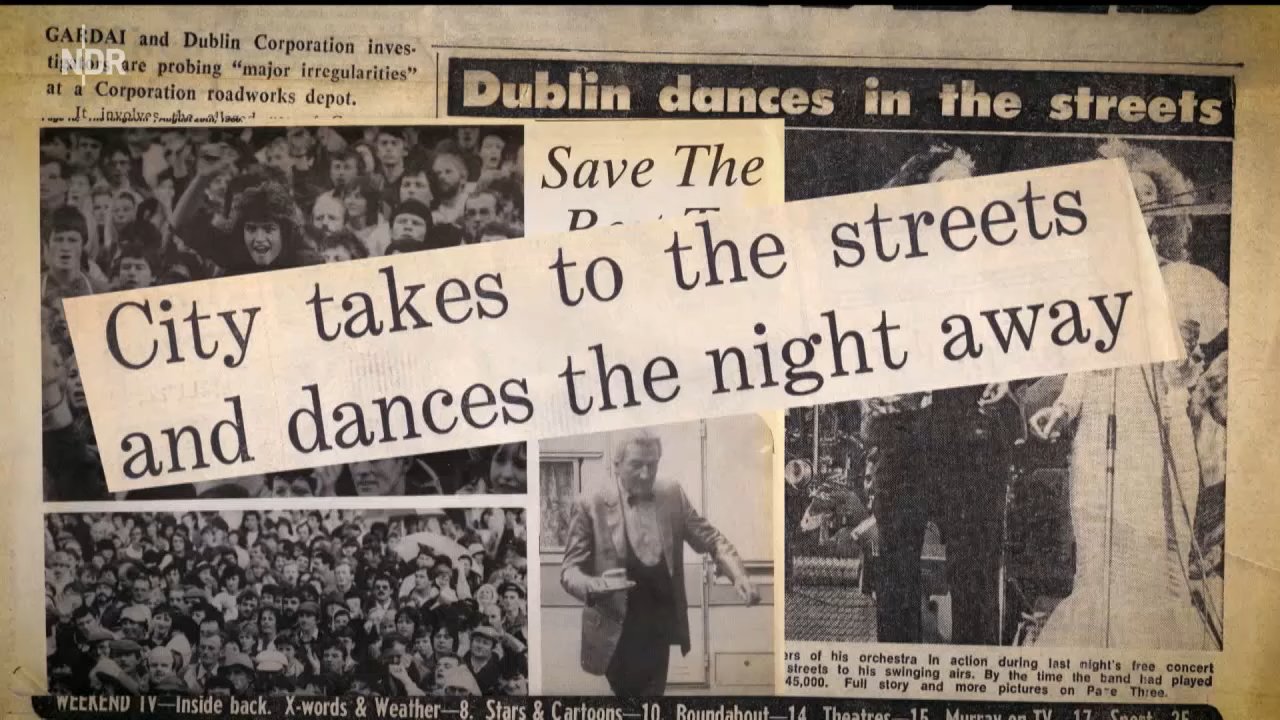 GARDAI and Dublin Corporation inves-
are probing “major irregularities”
at a Corporation roadworks depot.
It involves the
NDR
Dublin dances in the streets
Save The
City takes to the streets
and dances the night away
of his orchestra in action during last night's free concert
streets to his swinging airs. By the time the band had played
45,000. Full story and more pictures on Page Three.
WEEKEND TV—Inside back. X-words & Weather—8. Stars & Cartoons—10. Roundabout—14. Theatres—15. Murray on TV—17. Sport